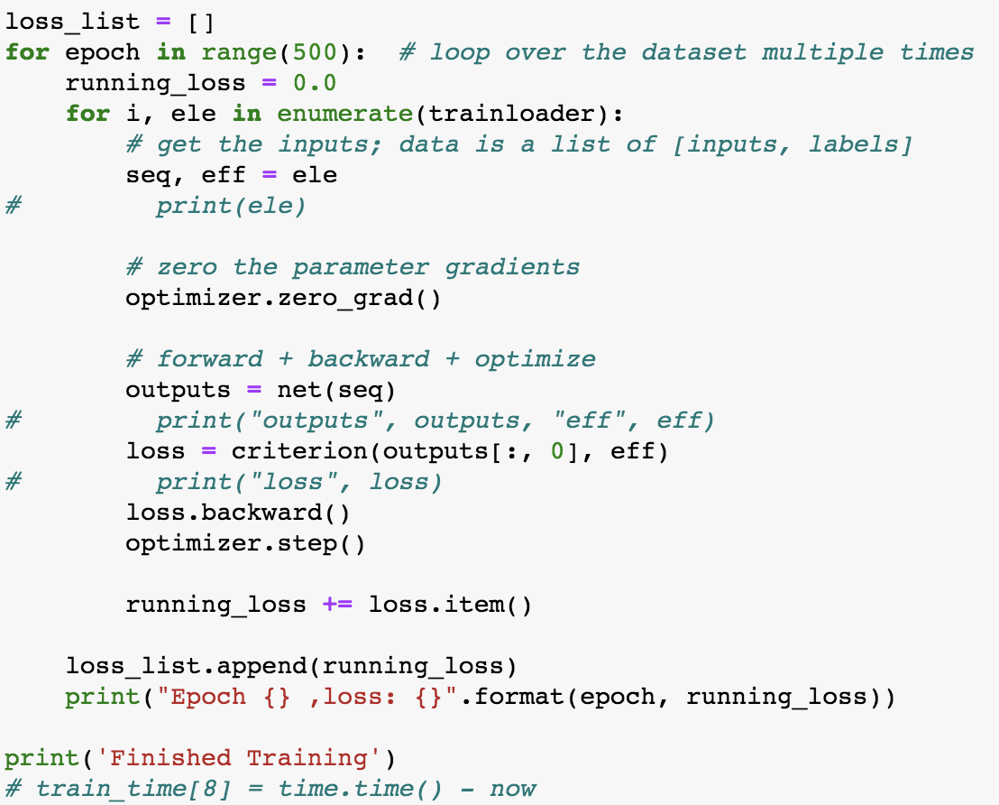 loss_list = []
for epoch in range(500):  # loop over the dataset multiple times
    running_loss = 0.0
    for i, ele in enumerate(trainloader):
        # get the inputs; data is a list of [inputs, labels]
        seq, eff = ele
#         print(ele)

        # zero the parameter gradients
        optimizer.zero_grad()

        # forward + backward + optimize
        outputs = net(seq)
#         print("outputs", outputs, "eff", eff)
        loss = criterion(outputs[:, 0], eff)
#         print("loss", loss)
        loss.backward()
        optimizer.step()

        running_loss += loss.item()

    loss_list.append(running_loss)
    print("Epoch {} ,loss: {}".format(epoch, running_loss))

print('Finished Training')
# train_time[8] = time.time() - now